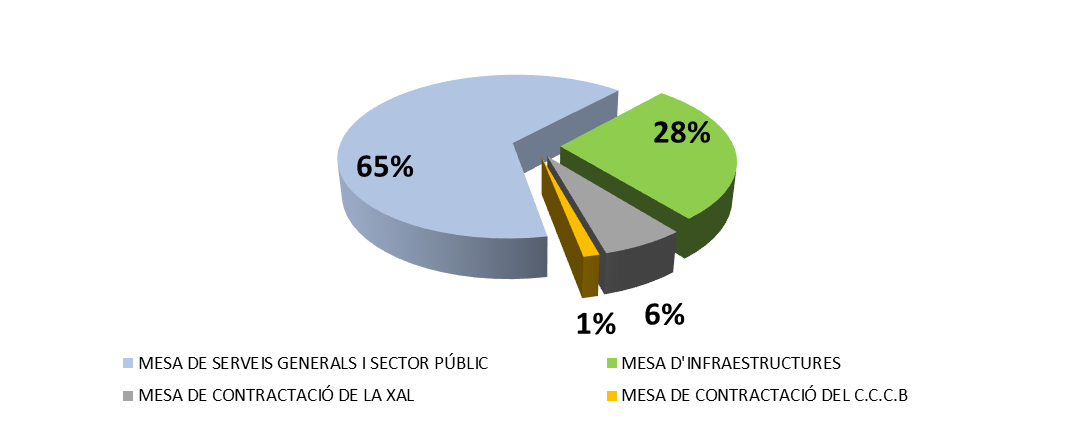 28%
65%
1%
6%
MESA DE SERVEIS GENERALS I SECTOR PÚBLIC
MESA D'INFRAESTRUCTURES
MESA DE CONTRACTACIÓ DE LA XAL
MESA DE CONTRACTACIÓ DEL C.C.C.B